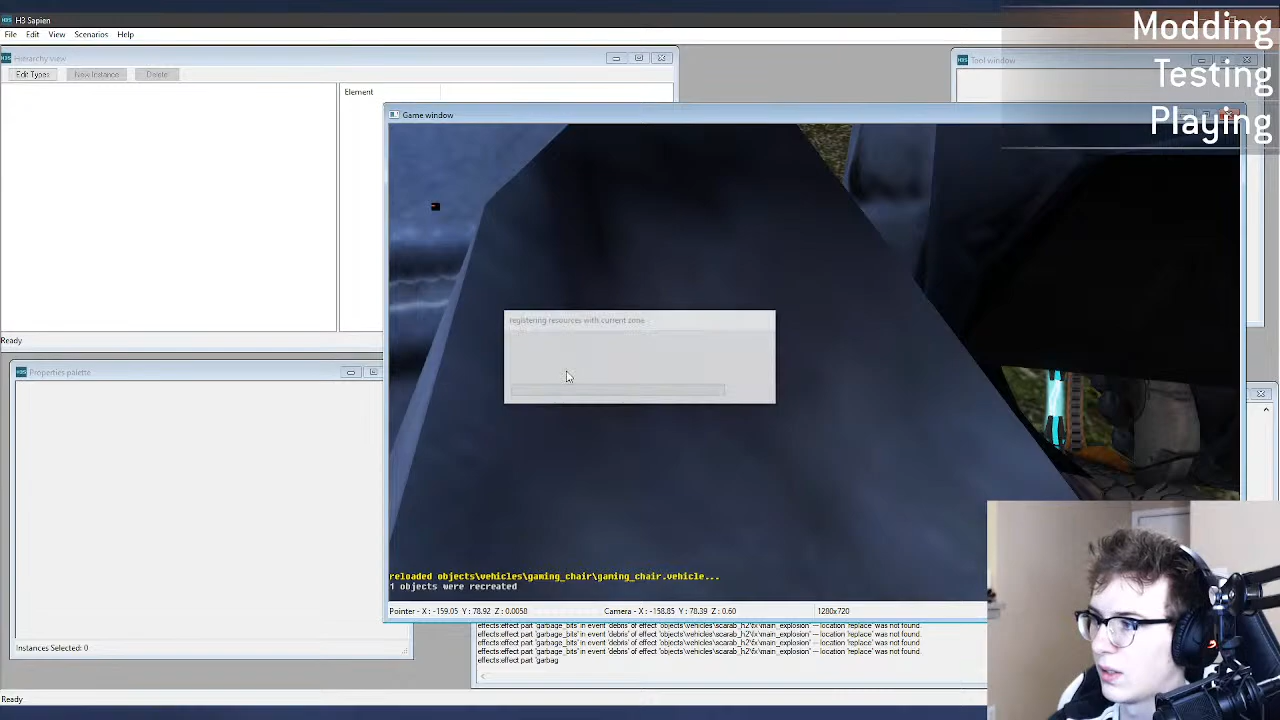 H3 Sapien
File Edit View Scenarios Help
Modding
Testing
Playing
Hierarchy view
Edit Types New Instance Delete
Element
Tool window
Game window
registering resources with current zone
Ready
Properties palette
Instances Selected: 0
reloaded objects\vehicles\gaming_chair\gaming_chair.vehicle...
1 objects were recreated
Pointer - X : -159.05 Y : 78.92 Z : 0.0050 Camera - X : -158.85 Y : 78.39 Z : 0.60 1280x720
effects:effect part 'garbage_bits' in event 'debris' of effect 'objects\vehicles\scarab_h2\fx\main_explosion' -- location 'replace' was not found.
effects:effect part 'garbage_bits' in event 'debris' of effect 'objects\vehicles\scarab_h2\fx\main_explosion' -- location 'replace' was not found.
effects:effect part 'garbage_bits' in event 'debris' of effect 'objects\vehicles\scarab_h2\fx\main_explosion' -- location 'replace' was not found.
effects:effect part 'garbage_bits' in event 'debris' of effect 'objects\vehicles\scarab_h2\fx\main_explosion' -- location 'replace' was not found.
effects:effect part 'garbag
Ready